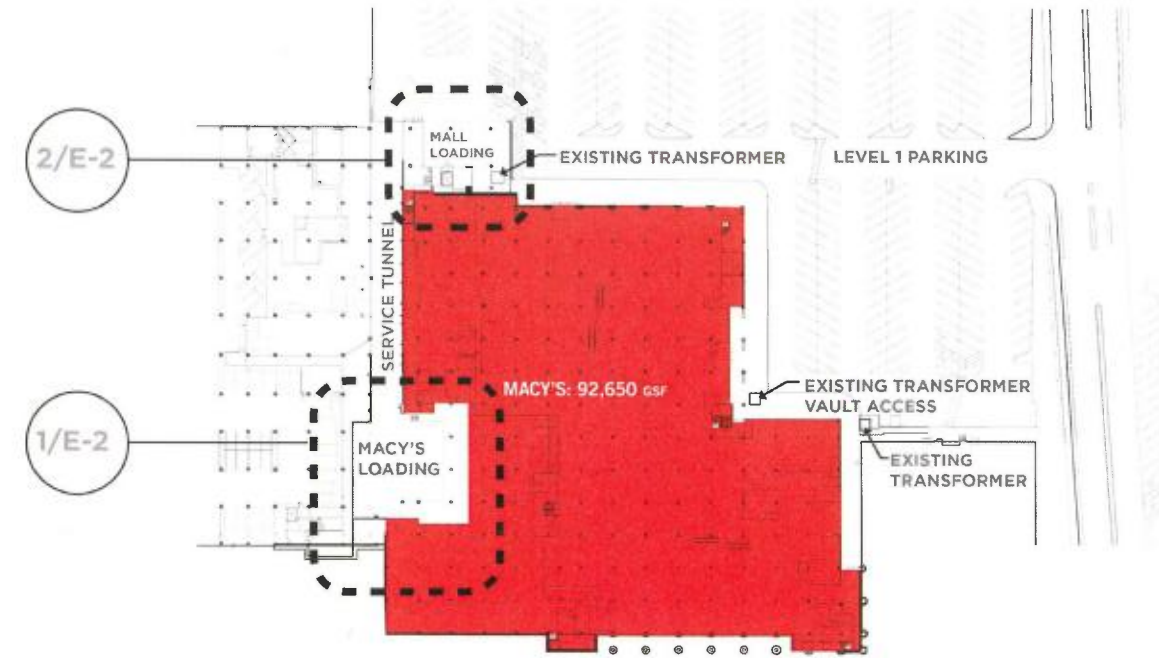 2/E-2
MALL
LOADING
EXISTING TRANSFORMER
LEVEL 1 PARKING
SERVICE TUNNEL
MACY'S: 92,650 GSF
EXISTING TRANSFORMER
VAULT ACCESS
1/E-2
MACY'S
LOADING
EXISTING
TRANSFORMER